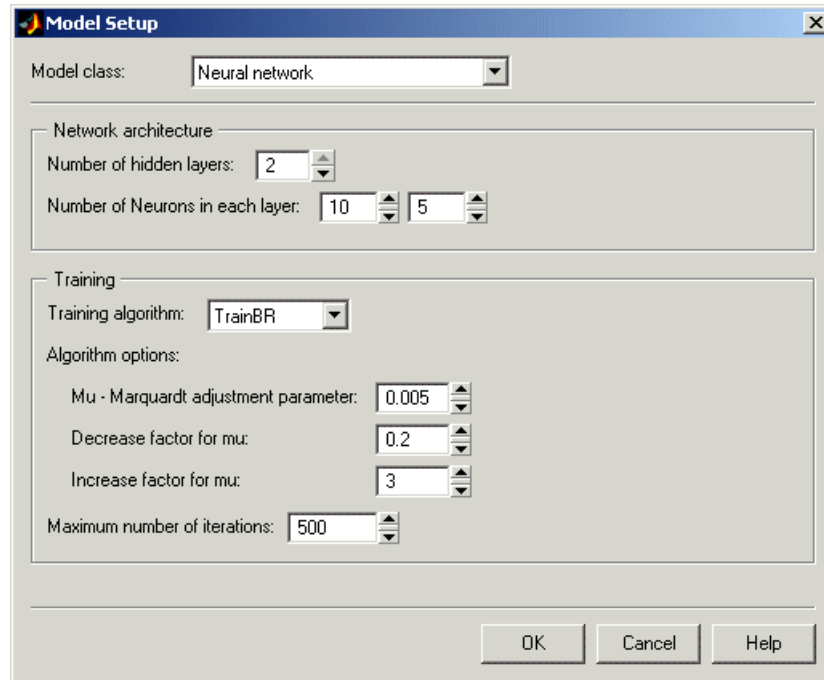 Model Setup
Model class: Neural network
Network architecture
Number of hidden layers: 2
Number of Neurons in each layer: 10 5
Training
Training algorithm: TrainBR
Algorithm options:
Mu - Marquardt adjustment parameter: 0.005
Decrease factor for mu: 0.2
Increase factor for mu: 3
Maximum number of iterations: 500
OK Cancel Help